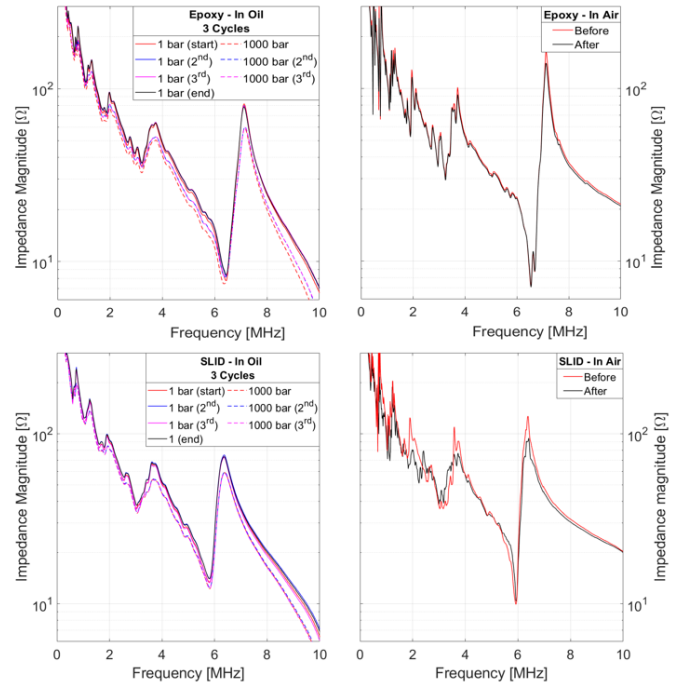 Epoxy - In Oil
3 Cycles
1 bar (start) 1000 bar
1 bar (2nd) 1000 bar (2nd)
1 bar (3rd) 1000 bar (3rd)
1 bar (end)
Impedance Magnitude [Ω]
10²
10¹
0 2 4 6 8 10
Frequency [MHz]
Epoxy - In Air
Before
After
Impedance Magnitude [Ω]
10²
10¹
0 2 4 6 8 10
Frequency [MHz]
SLID - In Oil
3 Cycles
1 bar (start) 1000 bar
1 bar (2nd) 1000 bar (2nd)
1 bar (3rd) 1000 bar (3rd)
1 (end)
Impedance Magnitude [Ω]
10²
10¹
0 2 4 6 8 10
Frequency [MHz]
SLID - In Air
Before
After
Impedance magnitude [Ω]
10²
10¹
0 2 4 6 8 10
Frequency [MHz]